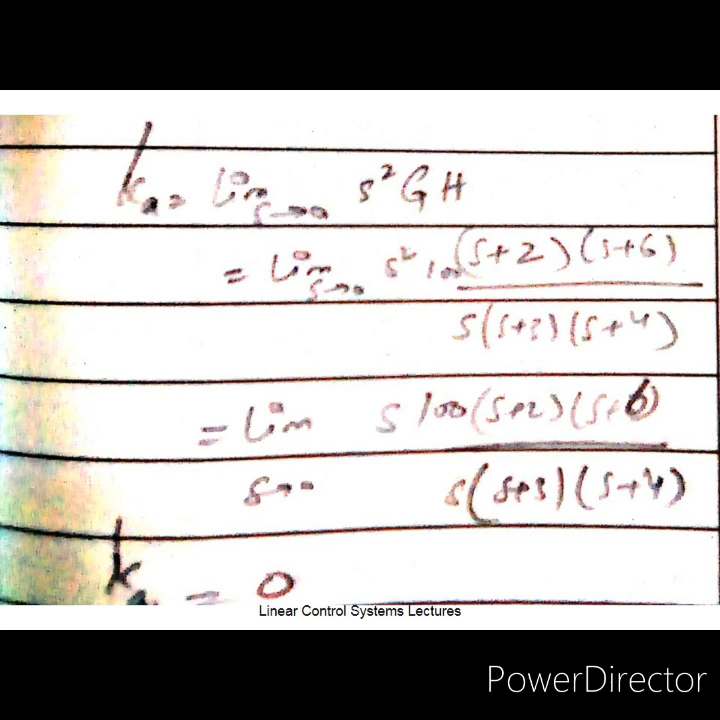 kₐ = lim s→0 s² G H
= lim s→0 s² 100 (s+2)(s+6)
s(s+3)(s+4)
= lim s 100(s+2)(s+6)
s→0 s(s+3)(s+4)
kₐ = 0
Linear Control Systems Lectures
PowerDirector